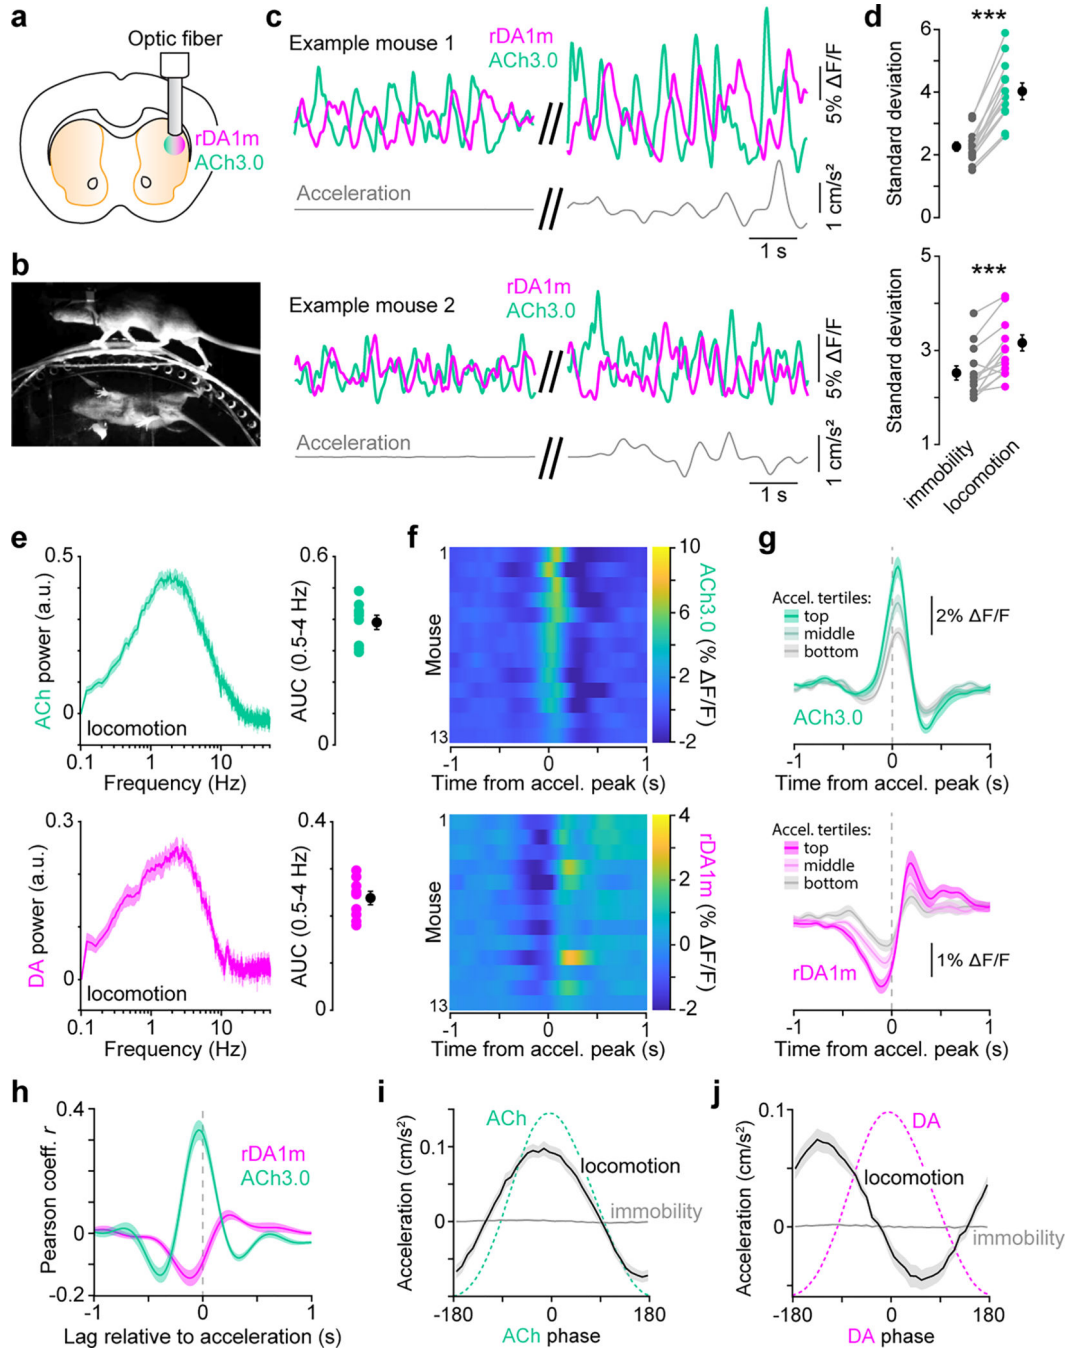 a
Optic fiber
rDA1m
ACh3.0
b
c
Example mouse 1
rDA1m
ACh3.0
5% ΔF/F
Acceleration
1 cm/s²
1 s
Example mouse 2
rDA1m
ACh3.0
5% ΔF/F
Acceleration
1 cm/s²
1 s
d
***
Standard deviation
6
4
2
0
***
Standard deviation
5
3
1
immobility
locomotion
e
ACh power (a.u.)
0.5
0
locomotion
0.1
1
10
Frequency (Hz)
AUC (0.5-4 Hz)
0.6
0
DA power (a.u.)
0.3
0
locomotion
0.1
1
10
Frequency (Hz)
AUC (0.5-4 Hz)
0.4
0
f
Mouse
1
13
-1
0
1
Time from accel. peak (s)
10
8
6
4
2
0
-2
ACh3.0 (% ΔF/F)
Mouse
1
13
-1
0
1
Time from accel. peak (s)
4
2
0
-2
rDA1m (% ΔF/F)
g
Accel. tertiles:
top
middle
bottom
2% ΔF/F
ACh3.0
-1
0
1
Time from accel. peak (s)
Accel. tertiles:
top
middle
bottom
1% ΔF/F
rDA1m
-1
0
1
Time from accel. peak (s)
h
Pearson coeff. r
0.4
0
-0.2
rDA1m
ACh3.0
-1
0
1
Lag relative to acceleration (s)
i
Acceleration (cm/s²)
0.1
0
ACh
locomotion
immobility
-180
0
180
ACh phase
j
Acceleration (cm/s²)
0.1
0
DA
locomotion
immobility
-180
0
180
DA phase